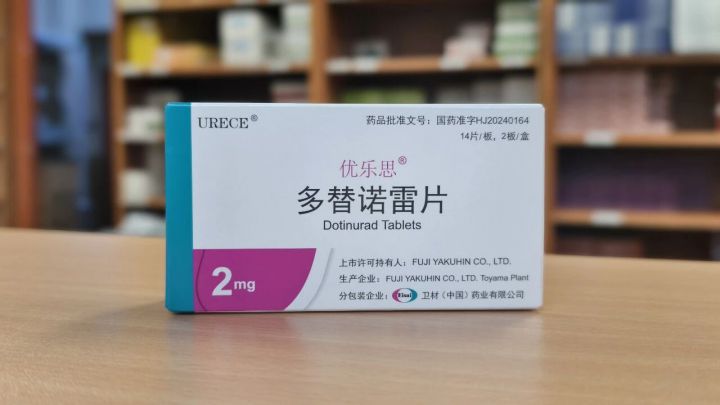 URECE®
药品批准文号：国药准字HJ20240164
14片/板，2板/盒
优乐思®
多替诺雷片
Dotinurad Tablets
2mg
上市许可持有人：FUJI YAKUHIN CO., LTD.
生产企业：FUJI YAKUHIN CO., LTD. Toyama Plant
分包装企业：Eisai 卫材（中国）药业有限公司